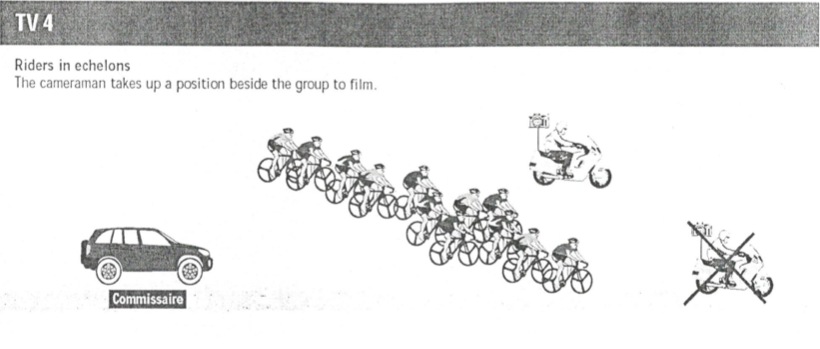 TV 4
Riders in echelons
The cameraman takes up a position beside the group to film.
Commissaire